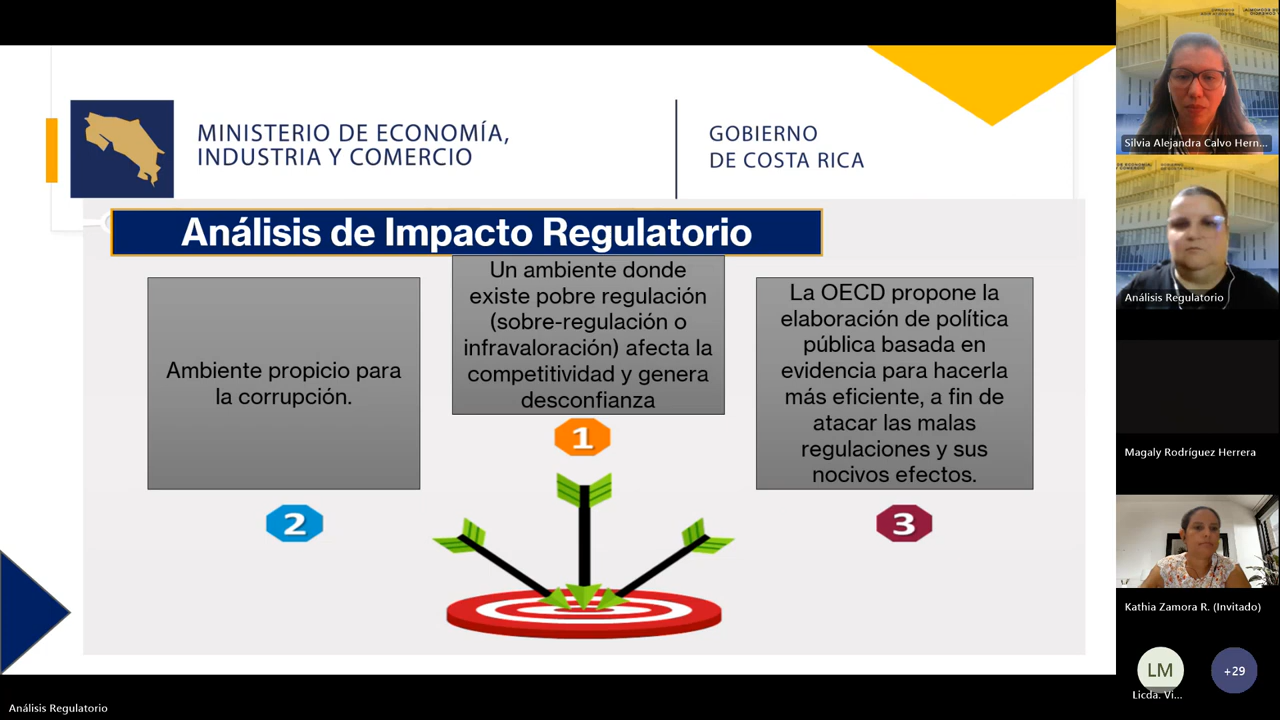 MINISTERIO DE ECONOMÍA,
INDUSTRIA Y COMERCIO
GOBIERNO
DE COSTA RICA
Análisis de Impacto Regulatorio
Ambiente propicio para
la corrupción.
2
Un ambiente donde
existe pobre regulación
(sobre-regulación o
infravaloración) afecta la
competitividad y genera
desconfianza
1
La OECD propone la
elaboración de política
pública basada en
evidencia para hacerla
más eficiente, a fin de
atacar las malas
regulaciones y sus
nocivos efectos.
3
Silvia Alejandra Calvo Hern...
Análisis Regulatorio
Magaly Rodríguez Herrera
Kathia Zamora R. (Invitado)
LM
Licda. Vi...
+29
Análisis Regulatorio